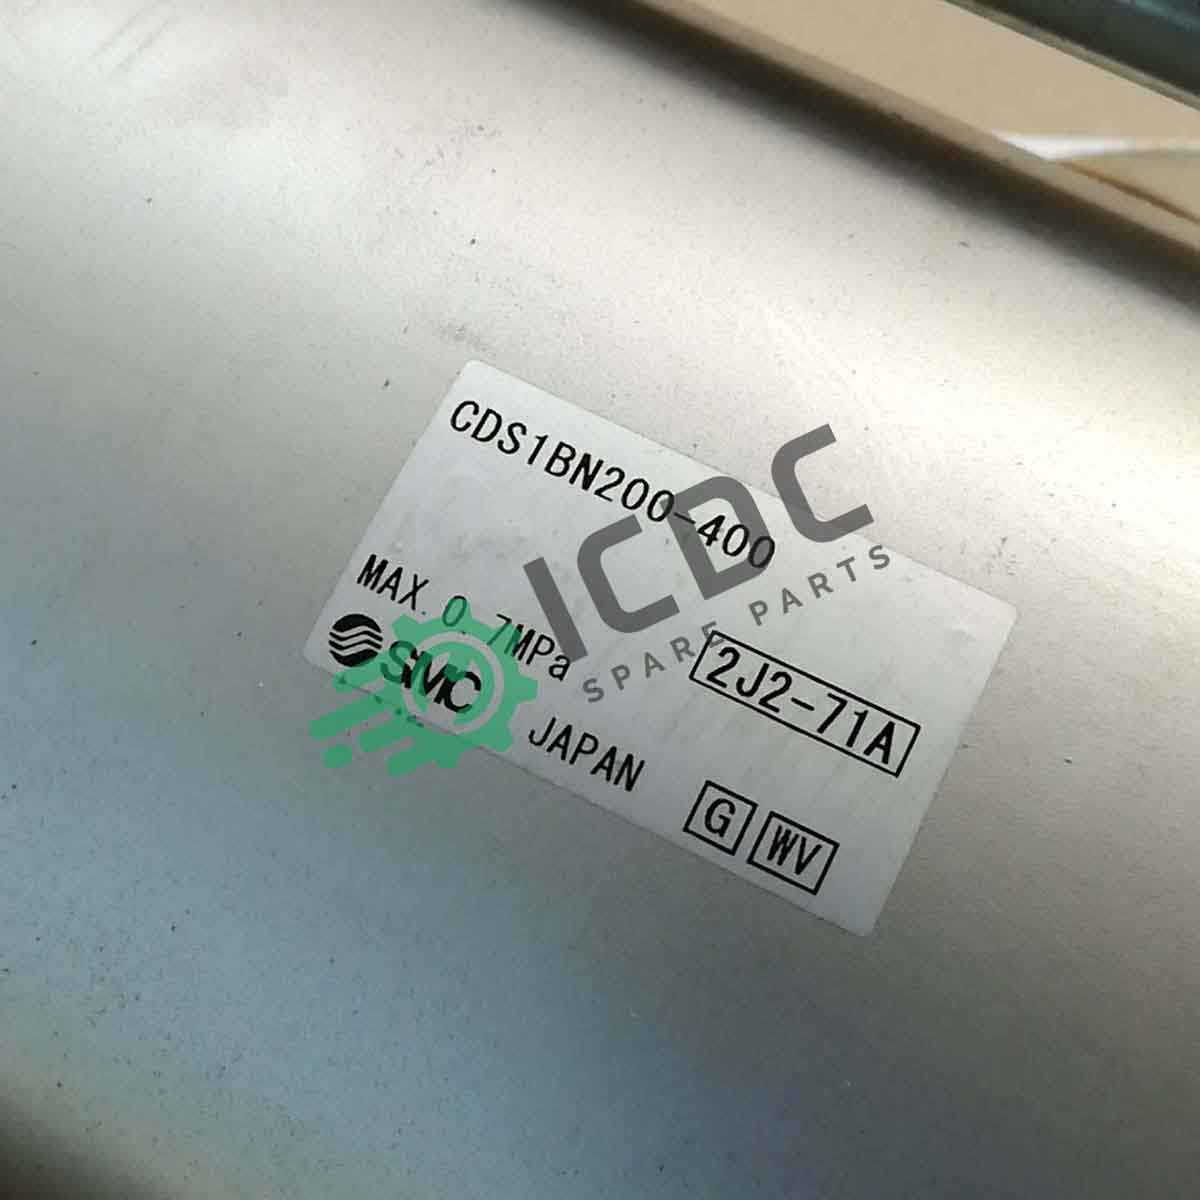 CDS1BN200-400
MAX. 0.7MPa
2J2-71A
SMC
JAPAN
G WV
ICDC
SPARE PARTS